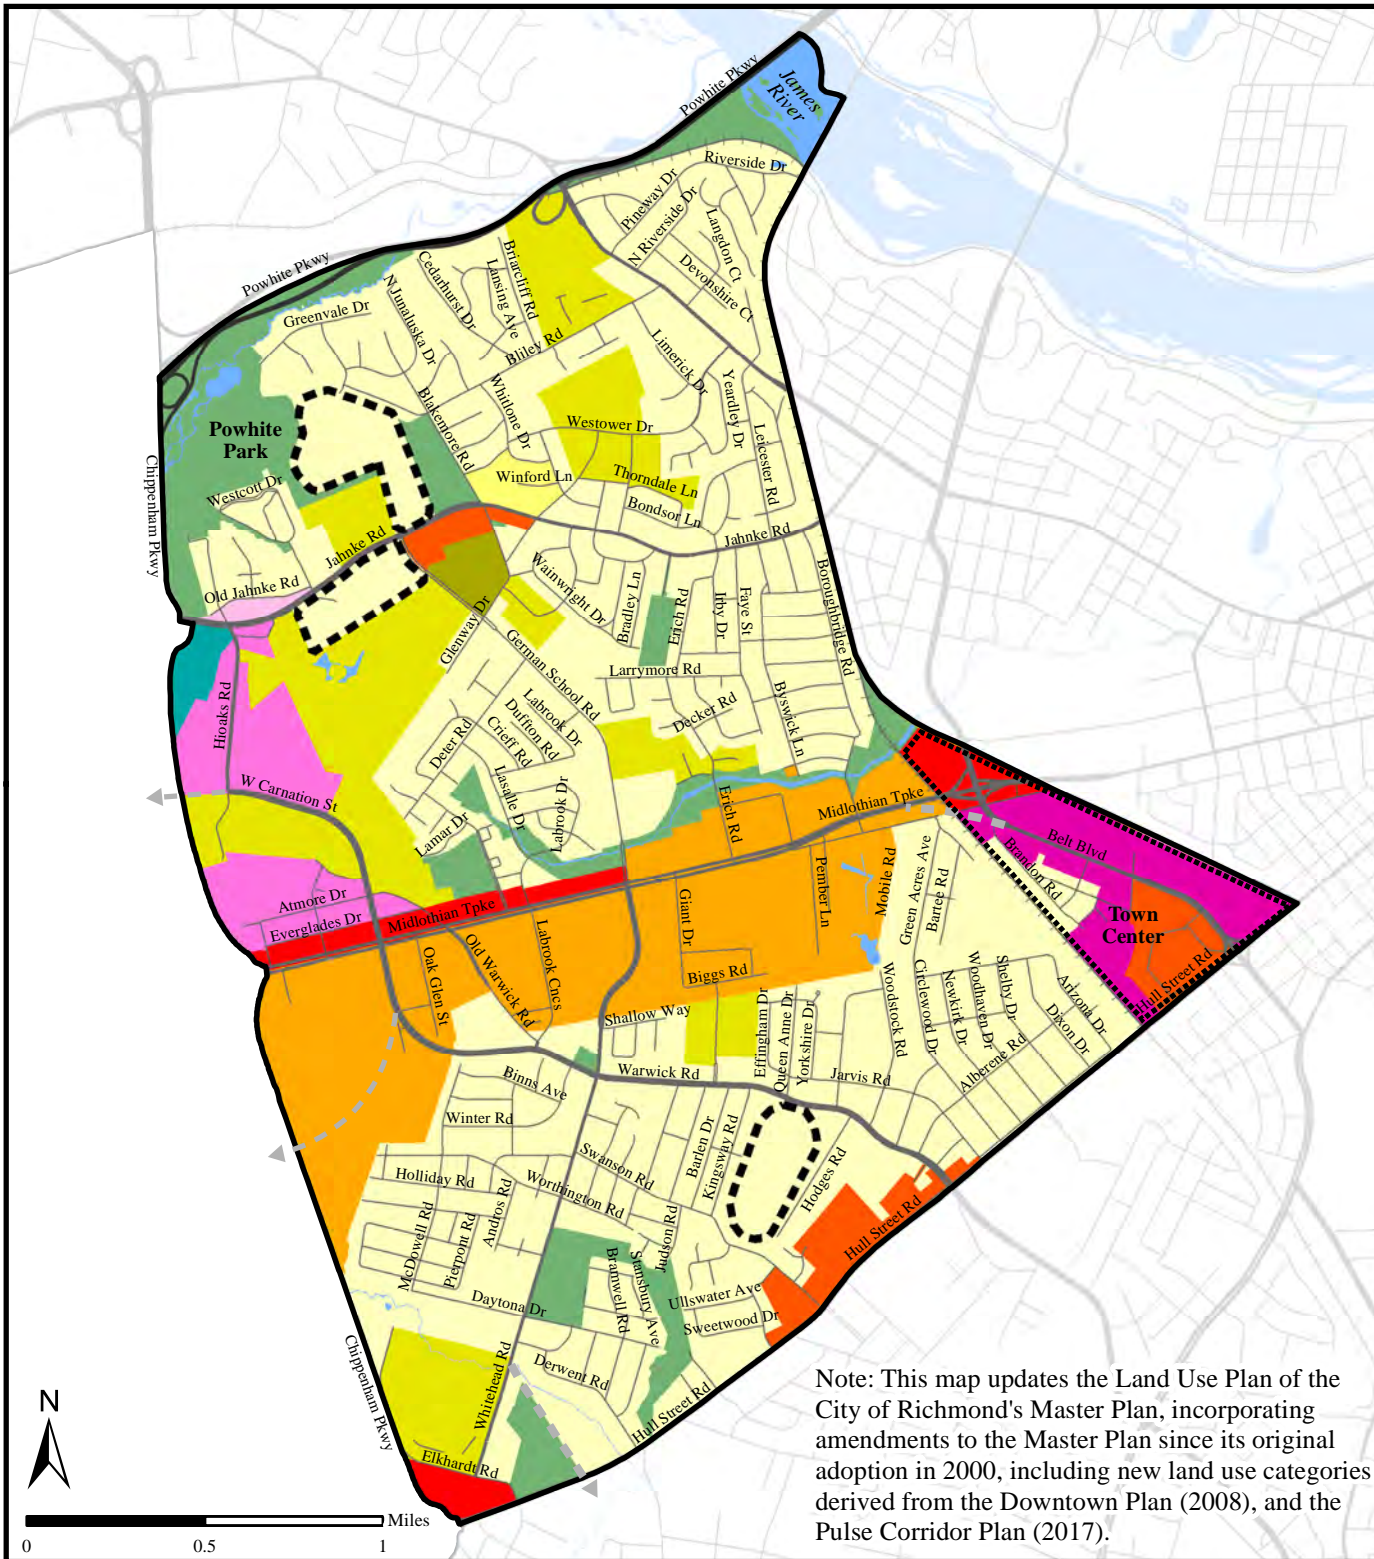 Powhite Pkwy
James
River
Riverside Dr
Pineway Dr
N Riverside Dr
Langdon Ct
Devonshire Ct
Powhite Pkwy
Briarcliff Rd
Lansing Ave
Cedarhurst Dr
N Junaluska Dr
Greenvale Dr
Bliley Rd
Limerick Dr
Yeardley Dr
Leicester Rd
Whitlone Dr
Blakemore Rd
Westower Dr
Powhite
Park
Winford Ln
Thorndale Ln
Bondsor Ln
Westcott Dr
Chippenham Pkwy
Jahnke Rd
Jahnke Rd
Old Jahnke Rd
Wainwright Dr
Bradley Ln
Erich Rd
Irby Dr
Faye St
Boroughbridge Rd
Glenway Dr
German School Rd
Larrymore Rd
Hioaks Rd
Labrook Dr
Duffton Rd
Crieff Rd
Deter Rd
Decker Rd
Byswick Ln
W Carnation St
Lasalle Dr
Labrook Dr
Lamar Dr
Erich Rd
Midlothian Tpke
Belt Blvd
Brandon Rd
Green Acres Ave
Bartee Rd
Mobile Rd
Pember Ln
Atmore Dr
Everglades Dr
Midlothian Tpke
Giant Dr
Town
Center
Oak Glen St
Old Warwick Rd
Labrook Cncs
Biggs Rd
Hull Street Rd
Woodstock Rd
Circlewood Dr
Newkirk Dr
Woodhaven Dr
Shelby Dr
Arizona Dr
Dixon Dr
Alberene Rd
Shallow Way
Effingham Dr
Queen Anne Dr
Yorkshire Dr
Warwick Rd
Jarvis Rd
Binns Ave
Winter Rd
Swanson Rd
Barlen Dr
Kingsway Rd
Hodges Rd
Holliday Rd
Worthington Rd
Andros Rd
Pierpont Rd
McDowell Rd
Judson Rd
Stansbury Ave
Bramwell Rd
Hull Street Rd
Ullswater Ave
Sweetwood Dr
Daytona Dr
Derwent Rd
Whitehead Rd
Chippenham Pkwy
Hull Street Rd
Elkhardt Rd
N
Miles
0 0.5 1
Note: This map updates the Land Use Plan of the
City of Richmond's Master Plan, incorporating
amendments to the Master Plan since its original
adoption in 2000, including new land use categories
derived from the Downtown Plan (2008), and the
Pulse Corridor Plan (2017).